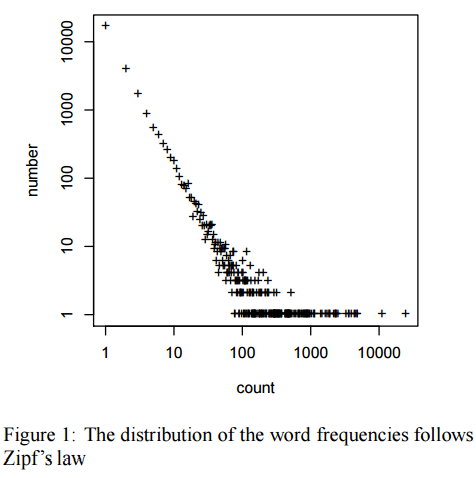 10000
1000
100
10
1
number
1 10 100 1000 10000
count
Figure 1: The distribution of the word frequencies follows
Zipf's law